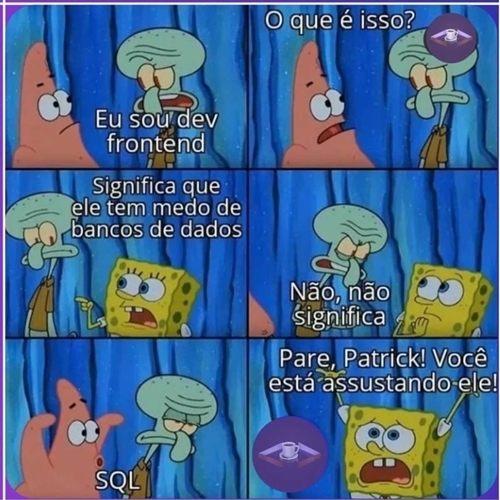 Eu sou dev
frontend
O que é isso?
Significa que
ele tem medo de
bancos de dados
Não, não
significa
SQL
Pare, Patrick! Você
está assustando ele!